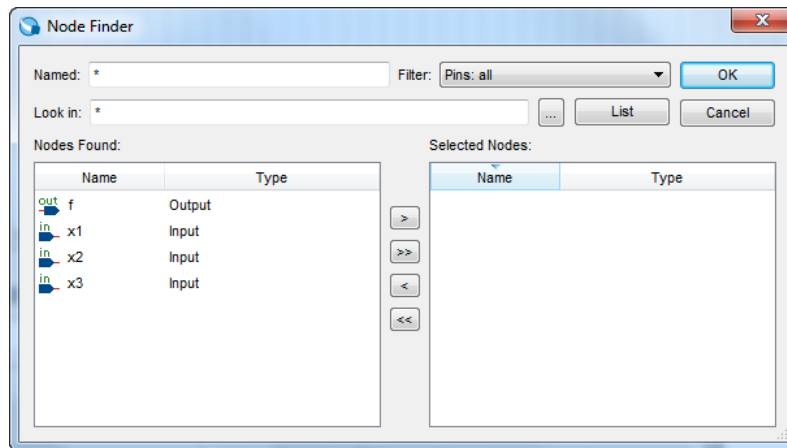 Node Finder
Named: * Filter: Pins: all OK
Look in: * ... List Cancel
Nodes Found: Selected Nodes:
Name Type Name Type
out f Output > 
in x1 Input
in x2 Input >>
in x3 Input <
<<